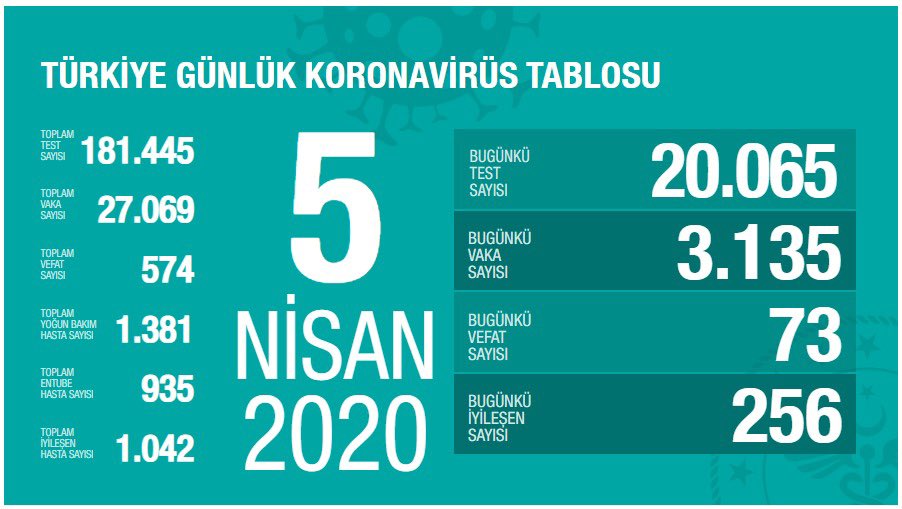 TÜRKİYE GÜNLÜK KORONAVİRÜS TABLOSU
TOPLAM
TEST
SAYISI
181.445
TOPLAM
VAKA
SAYISI
27.069
TOPLAM
VEFAT
SAYISI
574
TOPLAM
YOĞUN BAKIM
HASTA SAYISI
1.381
TOPLAM
ENTUBE
HASTA SAYISI
935
TOPLAM
İYİLEŞEN
HASTA SAYISI
1.042
5
NİSAN
2020
BUGÜNKÜ
TEST
SAYISI
20.065
BUGÜNKÜ
VAKA
SAYISI
3.135
BUGÜNKÜ
VEFAT
SAYISI
73
BUGÜNKÜ
İYİLEŞEN
SAYISI
256